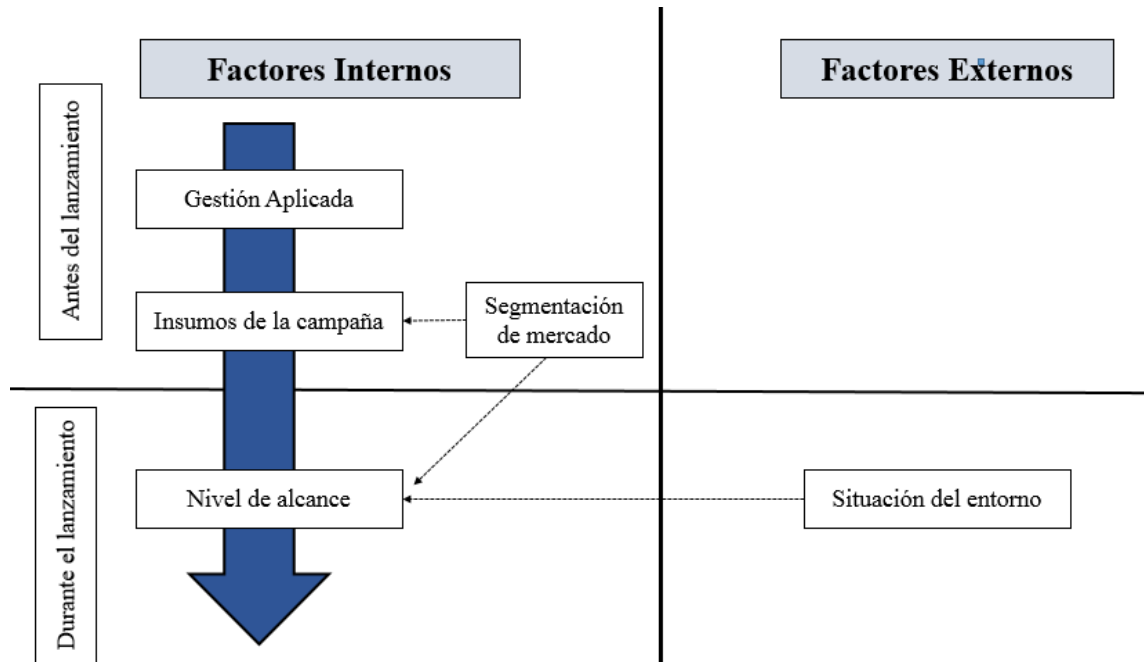 Factores Internos
Factores Externos
Antes del lanzamiento
Gestión Aplicada
Insumos de la campaña
Segmentación
de mercado
Durante el lanzamiento
Nivel de alcance
Situación del entorno